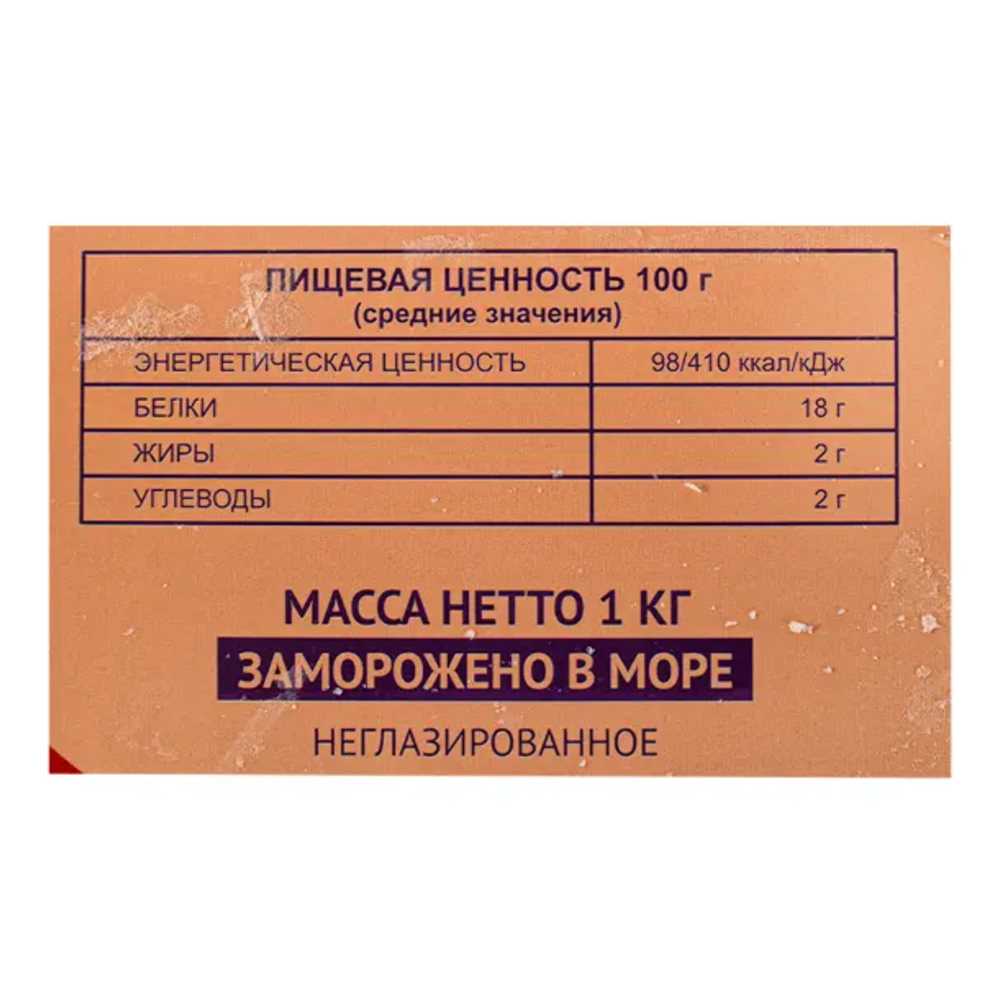 ПИЩЕВАЯ ЦЕННОСТЬ 100 г
(средние значения)
ЭНЕРГЕТИЧЕСКАЯ ЦЕННОСТЬ 98/410 ккал/кДж
БЕЛКИ 18 г
ЖИРЫ 2 г
УГЛЕВОДЫ 2 г
МАССА НЕТТО 1 КГ
ЗАМОРОЖЕНО В МОРЕ
НЕГЛАЗИРОВАННОЕ